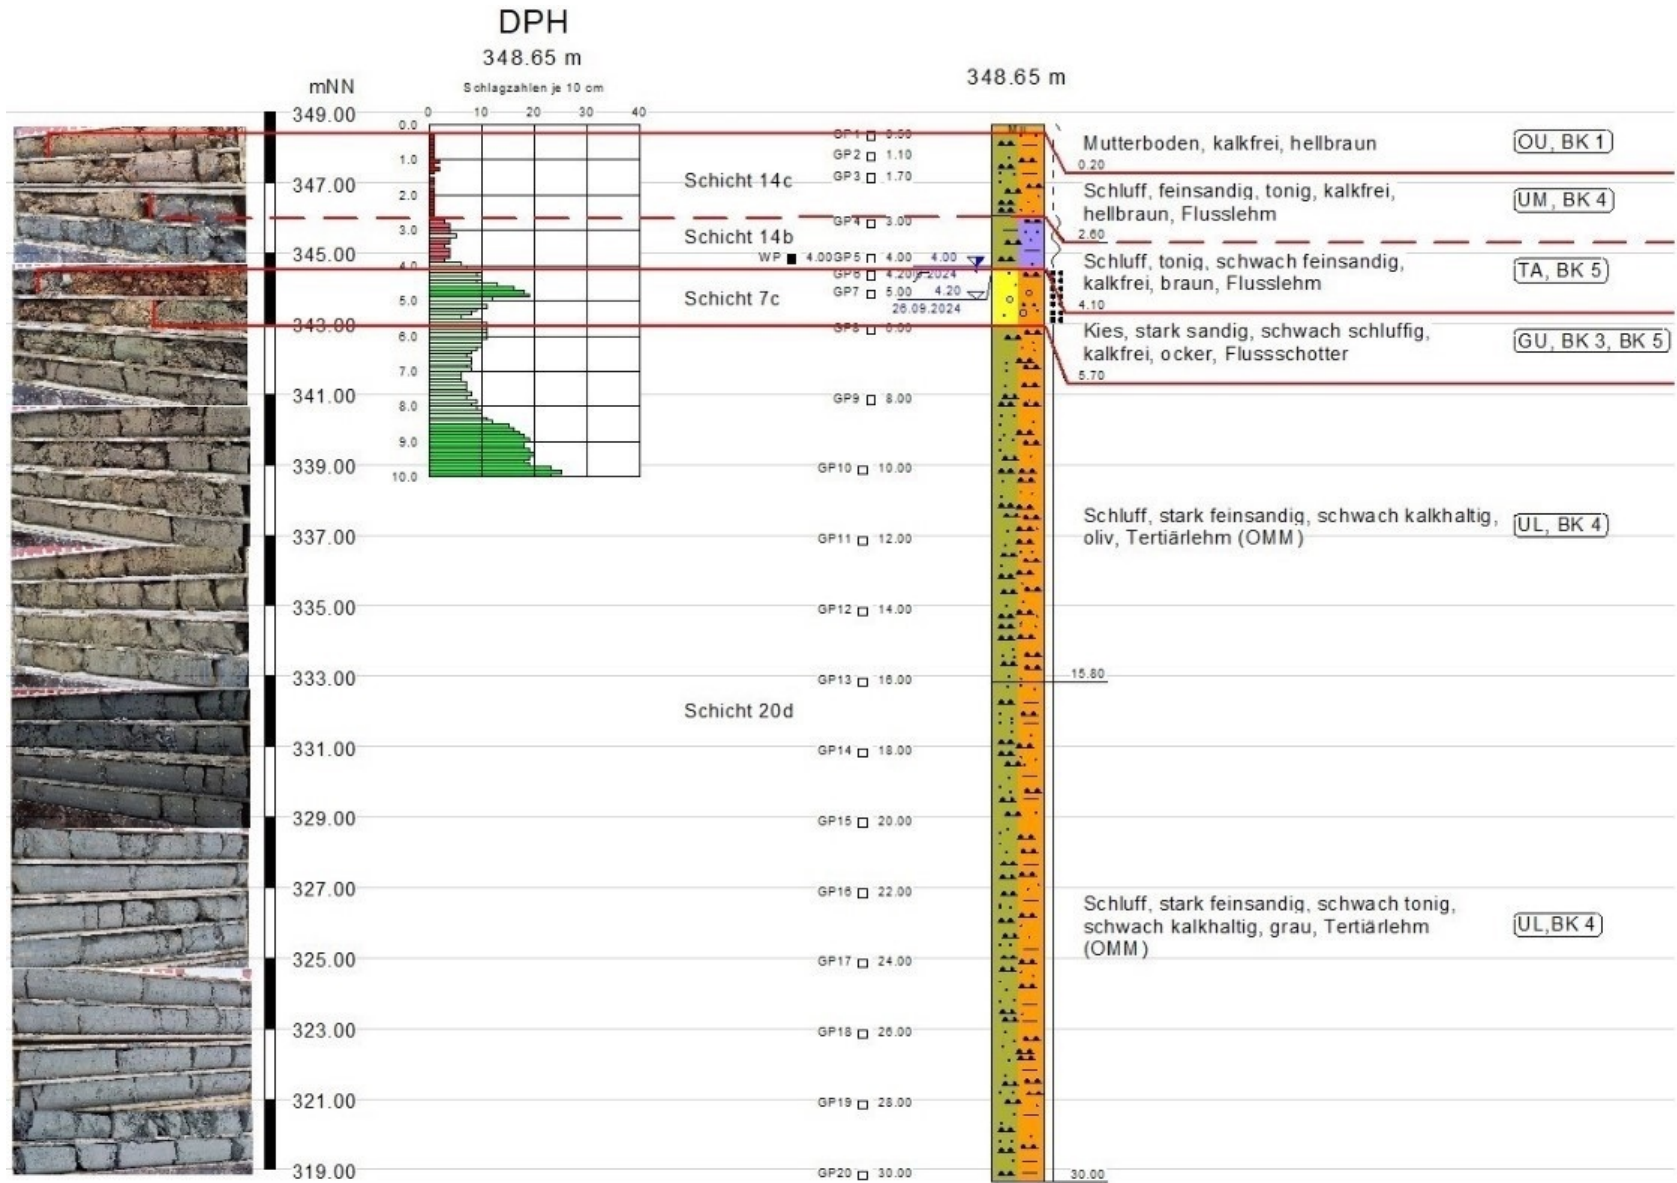 DPH
348.65 m
Schlagzahlen je 10 cm
0 10 20 30 40
0.0
1.0
2.0
3.0
4.0
5.0
6.0
7.0
8.0
9.0
10.0
mNN
349.00
347.00
345.00
343.00
341.00
339.00
337.00
335.00
333.00
331.00
329.00
327.00
325.00
323.00
321.00
319.00
Schicht 14c
Schicht 14b
Schicht 7c
Schicht 20d
GP1 0.50
GP2 1.10
GP3 1.70
GP4 3.00
WP 4.00
GP5 4.00
GP6 4.20
GP7 5.00
GP8
GP9 8.00
GP10 10.00
GP11 12.00
GP12 14.00
GP13 16.00
GP14 18.00
GP15 20.00
GP16 22.00
GP17 24.00
GP18 26.00
GP19 28.00
GP20 30.00
4.00
2024
4.20
26.09.2024
348.65 m
Mu
Mutterboden, kalkfrei, hellbraun
OU, BK 1
0.20
Schluff, feinsandig, tonig, kalkfrei,
hellbraun, Flusslehm
UM, BK 4
2.60
Schluff, tonig, schwach feinsandig,
kalkfrei, braun, Flusslehm
TA, BK 5
4.10
Kies, stark sandig, schwach schluffig,
kalkfrei, ocker, Flussschotter
GU, BK 3, BK 5
5.70
Schluff, stark feinsandig, schwach kalkhaltig,
oliv, Tertiärlehm (OMM)
UL, BK 4
15.80
Schluff, stark feinsandig, schwach tonig,
schwach kalkhaltig, grau, Tertiärlehm
(OMM)
UL,BK 4
30.00